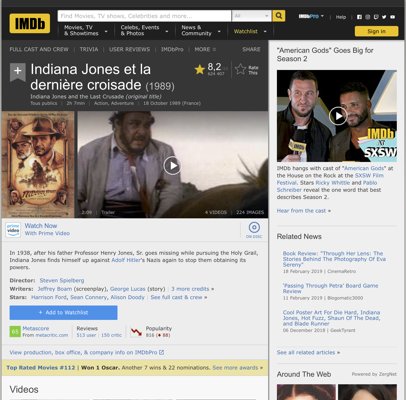 IMDb
Find Movies, TV shows, Celebrities and more...
All
IMDbPro
Help
Movies, TV
& Showtimes
Celebs, Events
& Photos
News &
Community
Watchlist
Sign in
FULL CAST AND CREW | TRIVIA | USER REVIEWS | IMDbPro | MORE
SHARE
Indiana Jones et la
dernière croisade (1989)
Indiana Jones and the Last Crusade (original title)
Tous publics | 2h 7min | Action, Adventure | 18 October 1989 (France)
8,2
Rate
This
2:09 | Trailer
4 VIDEOS | 224 IMAGES
Watch Now
With Prime Video
ON DISC
In 1938, after his father Professor Henry Jones, Sr. goes missing while pursuing the Holy Grail,
Indiana Jones finds himself up against Adolf Hitler's Nazis again to stop them obtaining its
powers.
Director: Steven Spielberg
Writers: Jeffrey Boam (screenplay), George Lucas (story) | 3 more credits »
Stars: Harrison Ford, Sean Connery, Alison Doody | See full cast & crew »
+ Add to Watchlist
65
Metascore
From metacritic.com
Reviews
513 user | 150 critic
Popularity
816 (88)
View production, box office, & company info on IMDbPro
Top Rated Movies #112 | Won 1 Oscar. Another 7 wins & 22 nominations. See more awards »
Videos
"American Gods" Goes Big for
Season 2
IMDb
SXSW
IMDb hangs with cast of "American Gods" at
the House on the Rock at the SXSW Film
Festival. Stars Ricky Whittle and Pablo
Schreiber reveal the one word that best
describes Season 2.
Hear from the cast »
Related News
Book Review: "Through Her Lens: The
Stories Behind The Photography Of Eva
Sereny"
18 February 2019 | CinemaRetro
'Passing Through Petra' Board Game
Review
11 February 2019 | Blogomatic3000
Cool Poster Art For Die Hard, Indiana
Jones, Hot Fuzz, Shaun Of The Dead,
and Blade Runner
06 December 2018 | GeekTyrant
See all related articles »
Around The Web
Powered by ZergNet